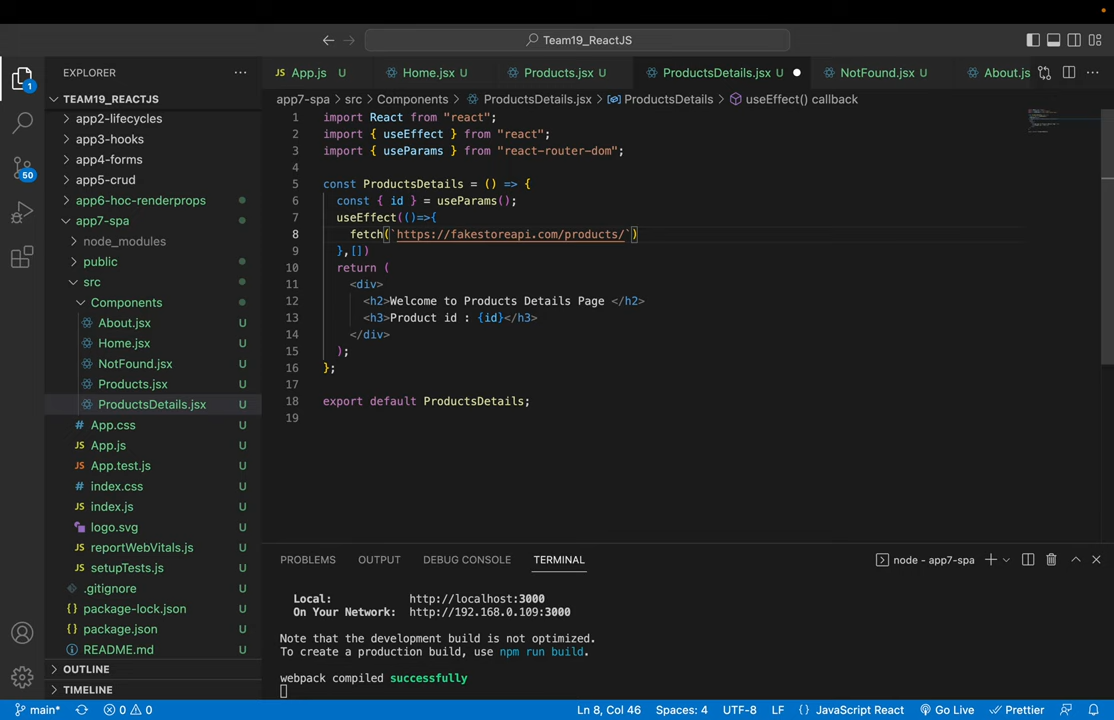 Team19_ReactJS
EXPLORER
TEAM19_REACTJS
app2-lifecycles
app3-hooks
app4-forms
app5-crud
app6-hoc-renderprops
app7-spa
node_modules
public
src
Components
About.jsx U
Home.jsx U
NotFound.jsx U
Products.jsx U
ProductsDetails.jsx U
# App.css U
JS App.js U
JS App.test.js U
# index.css U
JS index.js U
logo.svg U
JS reportWebVitals.js U
JS setupTests.js U
.gitignore U
{} package-lock.json U
{} package.json U
README.md U
OUTLINE
TIMELINE
1
50
JS App.js U
Home.jsx U
Products.jsx U
ProductsDetails.jsx U
NotFound.jsx U
About.js
app7-spa > src > Components > ProductsDetails.jsx > ProductsDetails > useEffect() callback
1 import React from "react";
2 import { useEffect } from "react";
3 import { useParams } from "react-router-dom";
4
5 const ProductsDetails = () => {
6 const { id } = useParams();
7 useEffect(()=>{
8 fetch(`https://fakestoreapi.com/products/`)
9 },[])
10 return (
11 <div>
12 <h2>Welcome to Products Details Page </h2>
13 <h3>Product id : {id}</h3>
14 </div>
15 );
16 };
17
18 export default ProductsDetails;
19
PROBLEMS OUTPUT DEBUG CONSOLE TERMINAL
node - app7-spa
Local: http://localhost:3000
On Your Network: http://192.168.0.109:3000
Note that the development build is not optimized.
To create a production build, use npm run build.
webpack compiled successfully
main* 0 0 Ln 8, Col 46 Spaces: 4 UTF-8 LF {} JavaScript React Go Live Prettier